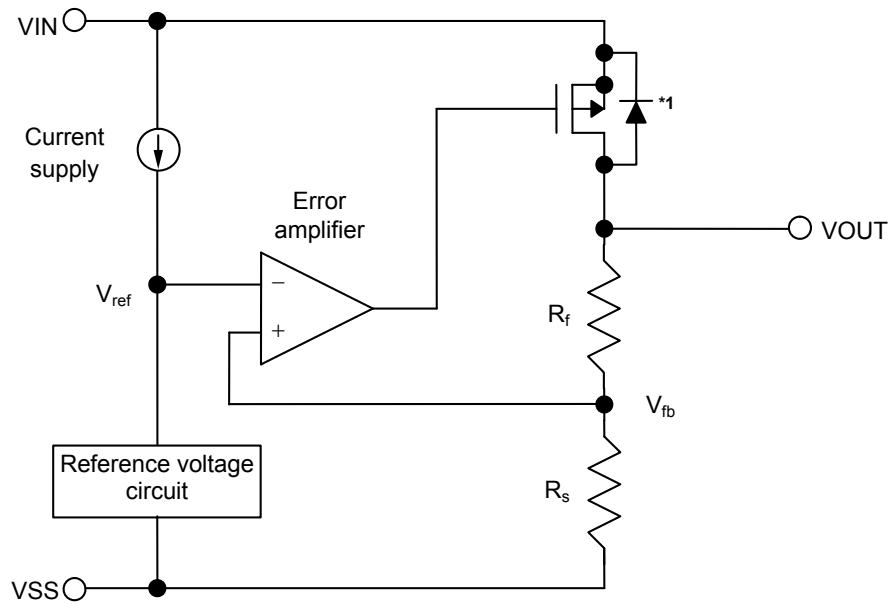 VIN
*1
Current
supply
Error
amplifier
VOUT
Vref
−
+
Rf
Vfb
Reference voltage
circuit
Rs
VSS